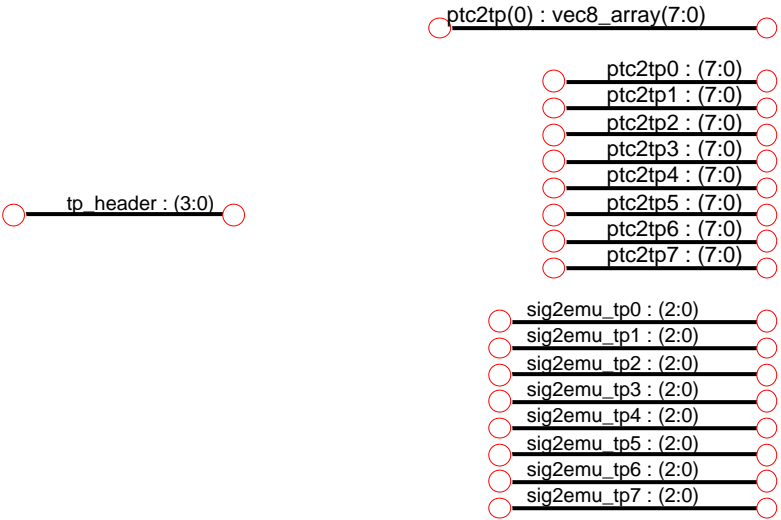 ptc2tp(0) : vec8_array(7:0)
ptc2tp0 : (7:0)
ptc2tp1 : (7:0)
ptc2tp2 : (7:0)
ptc2tp3 : (7:0)
ptc2tp4 : (7:0)
tp_header : (3:0)
ptc2tp5 : (7:0)
ptc2tp6 : (7:0)
ptc2tp7 : (7:0)
sig2emu_tp0 : (2:0)
sig2emu_tp1 : (2:0)
sig2emu_tp2 : (2:0)
sig2emu_tp3 : (2:0)
sig2emu_tp4 : (2:0)
sig2emu_tp5 : (2:0)
sig2emu_tp6 : (2:0)
sig2emu_tp7 : (2:0)